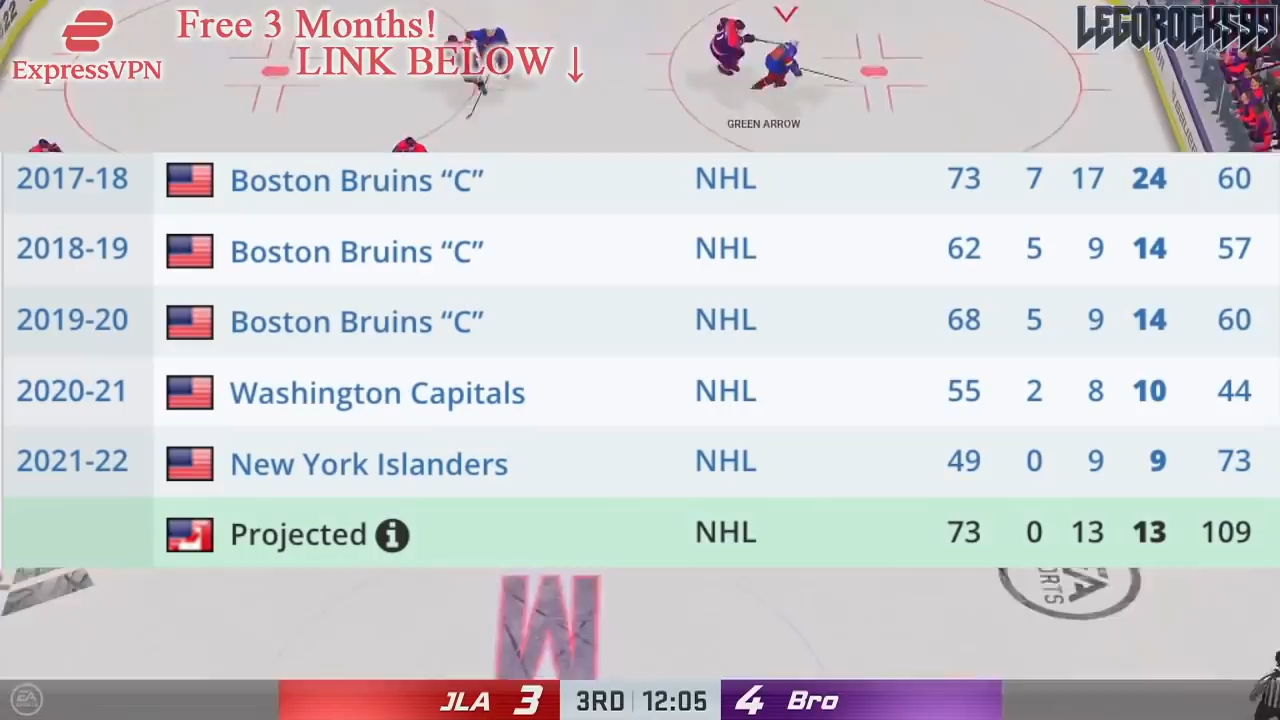 Free 3 Months!
LINK BELOW ↓
ExpressVPN
LEGOROCKS99
GREEN ARROW
2017-18 Boston Bruins “C” NHL 73 7 17 24 60
2018-19 Boston Bruins “C” NHL 62 5 9 14 57
2019-20 Boston Bruins “C” NHL 68 5 9 14 60
2020-21 Washington Capitals NHL 55 2 8 10 44
2021-22 New York Islanders NHL 49 0 9 9 73
Projected i NHL 73 0 13 13 109
EA
SPORTS
JLA 3 3RD 12:05 4 Bro